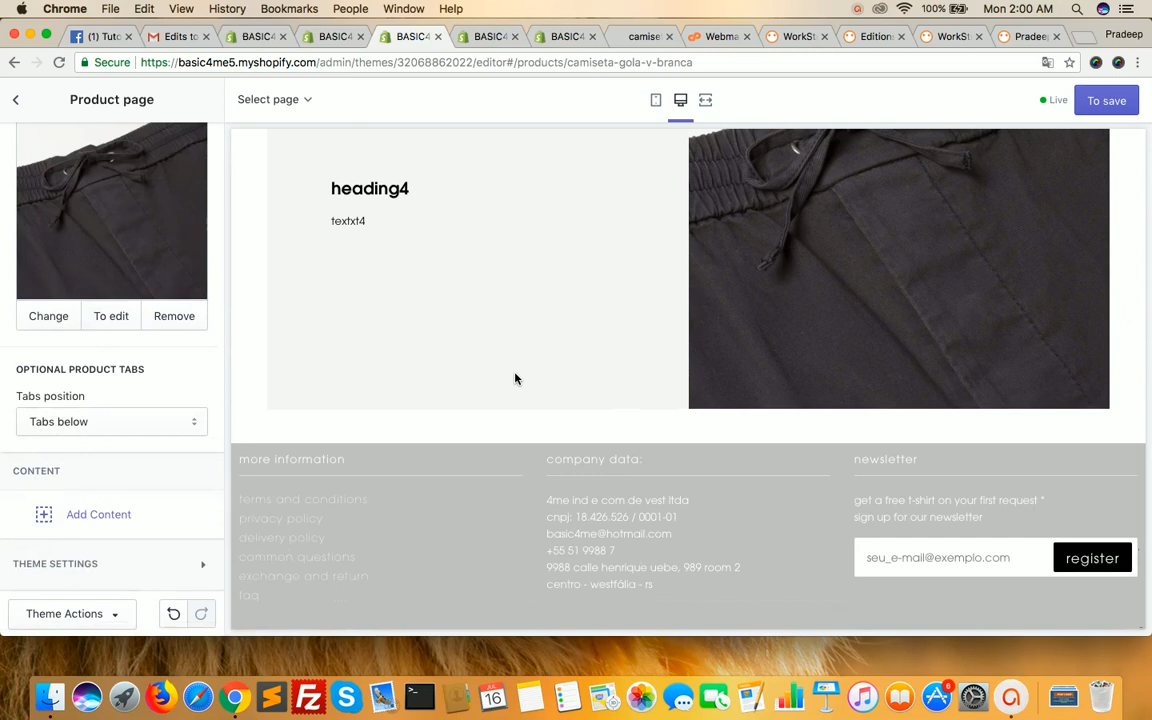 Chrome File Edit View History Bookmarks People Window Help 100% Mon 2:00 AM
(1) Tuto Gmail Edits to BASIC4 BASIC4 BASIC4 BASIC4 BASIC4 camise Webma WorkSt Edition WorkSt Pradee Pradeep
Secure https://basic4me5.myshopify.com/admin/themes/32068862022/editor#/products/camiseta-gola-v-branca
Product page
Select page
Live
To save
Change To edit Remove
OPTIONAL PRODUCT TABS
Tabs position
Tabs below
CONTENT
Add Content
THEME SETTINGS
Theme Actions
heading4
textxt4
more information
terms and conditions
privacy policy
delivery policy
common questions
exchange and return
faq
company data:
4me ind e com de vest ltda
cnpj: 18.426.526 / 0001-01
basic4me@hotmail.com
+55 51 9988 7
9988 calle henrique uebe, 989 room 2
centro - westfália - rs
newsletter
get a free t-shirt on your first request *
sign up for our newsletter
seu_e-mail@exemplo.com
register
JUL
16
6